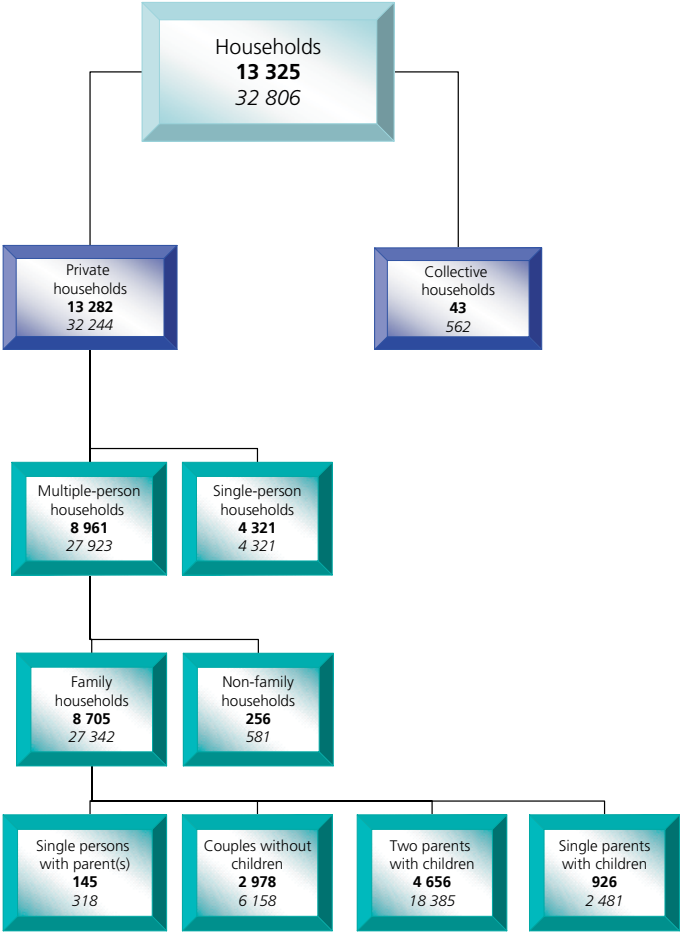 Households
13 325
32 806
Private
households
13 282
32 244
Collective
households
43
562
Multiple-person
households
8 961
27 923
Single-person
households
4 321
4 321
Family
households
8 705
27 342
Non-family
households
256
581
Single persons
with parent(s)
145
318
Couples without
children
2 978
6 158
Two parents
with children
4 656
18 385
Single parents
with children
926
2 481